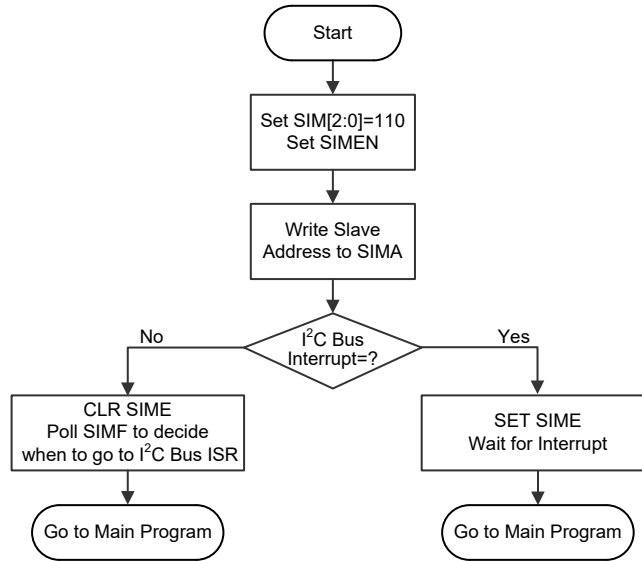 Start
Set SIM[2:0]=110
Set SIMEN
Write Slave
Address to SIMA
I²C Bus
Interrupt=?
No
Yes
CLR SIME
Poll SIMF to decide
when to go to I²C Bus ISR
SET SIME
Wait for Interrupt
Go to Main Program
Go to Main Program